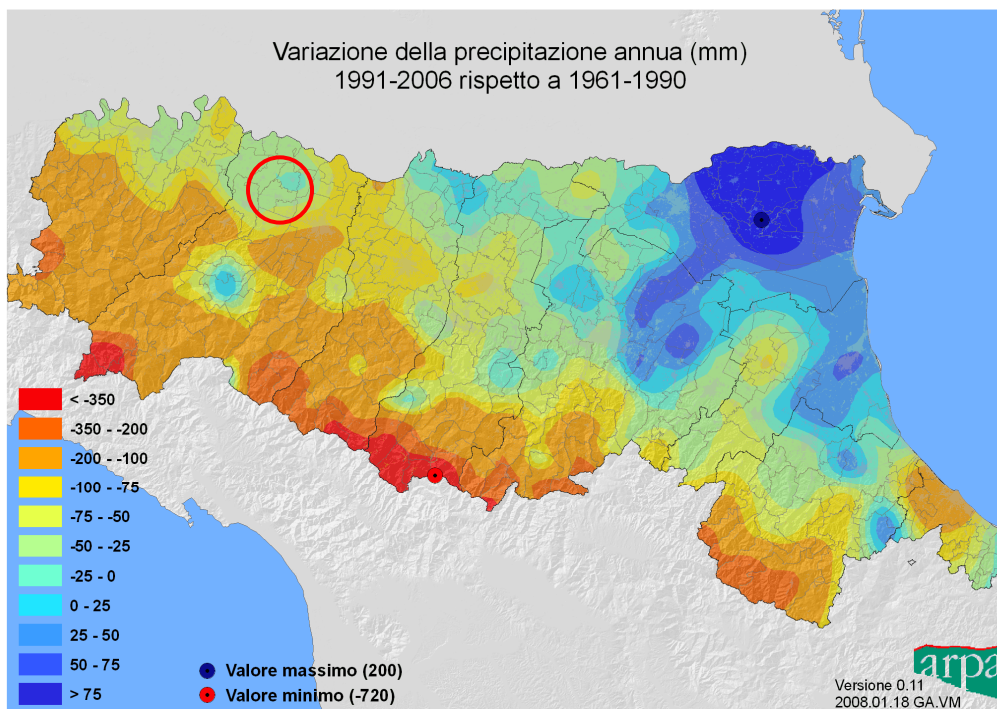 Variazione della precipitazione annua (mm)
1991-2006 rispetto a 1961-1990
< -350
-350 - -200
-200 - -100
-100 - -75
-75 - -50
-50 - -25
-25 - 0
0 - 25
25 - 50
50 - 75
> 75
Valore massimo (200)
Valore minimo (-720)
arpa
Versione 0.11
2008.01.18 GA.VM